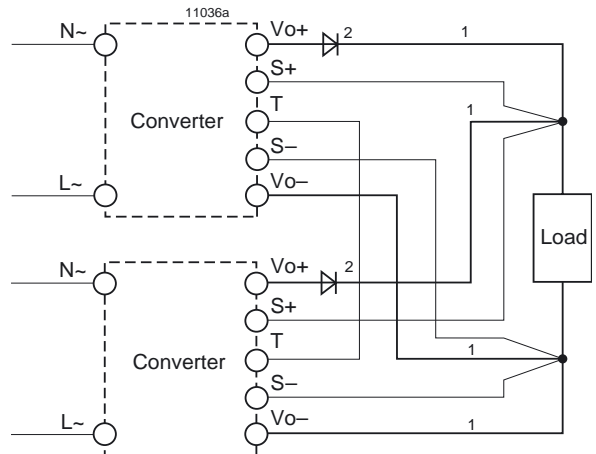 11036a
N~
Vo+
2
1
S+
T
Converter
1
S–
L~
Vo–
Load
N~
Vo+
2
S+
T
1
Converter
S–
L~
Vo–
1